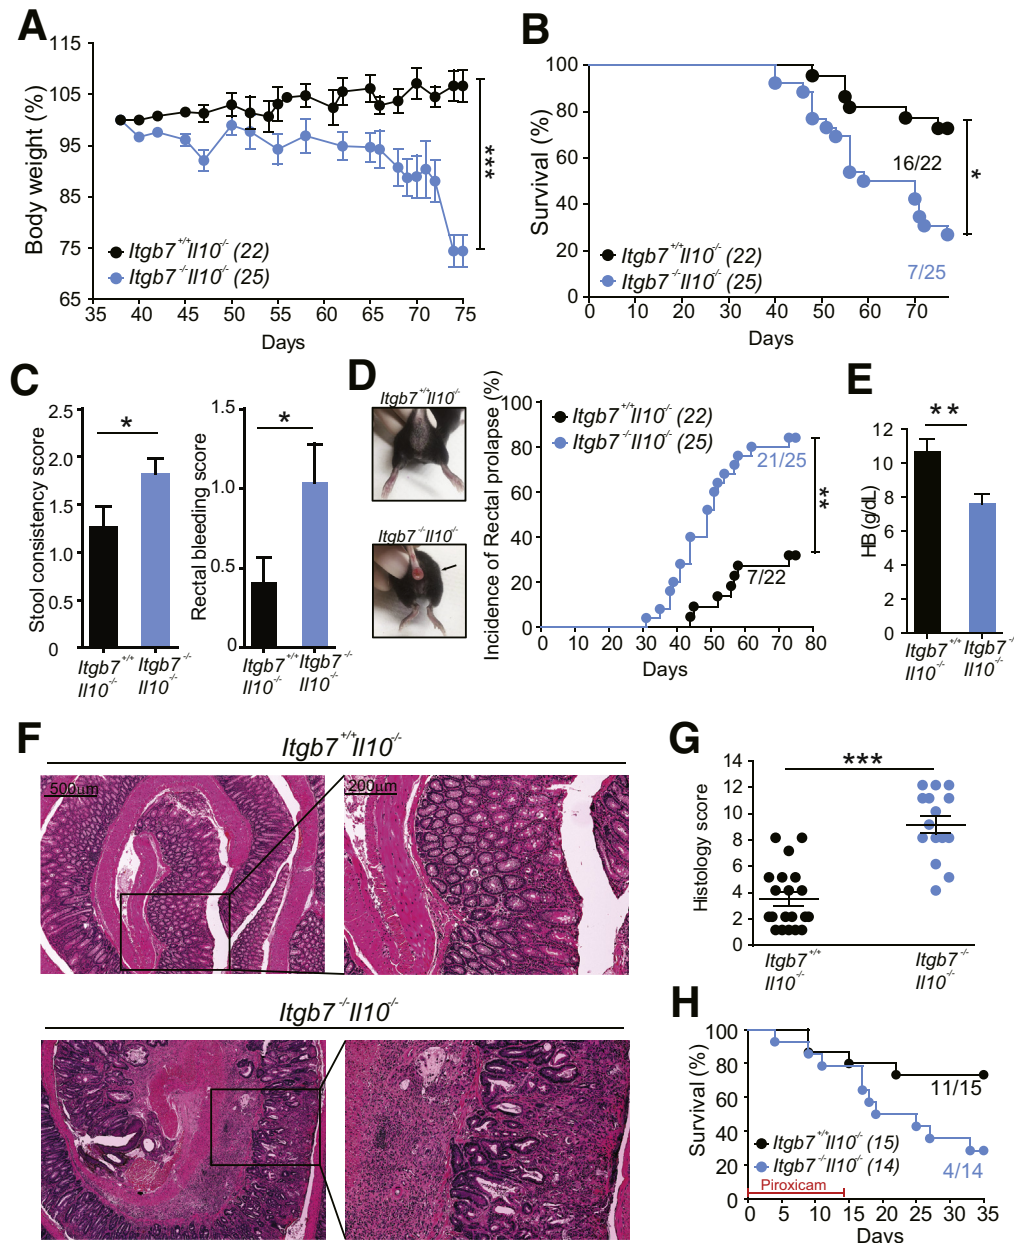 A
115
105
95
85
75
65
Body weight (%)
35 40 45 50 55 60 65 70 75
Days
Itgb7+/+Il10-/- (22)
Itgb7-/-Il10-/- (25)
***
B
100
80
60
40
20
0
Survival (%)
0 10 20 30 40 50 60 70
Days
16/22
7/25
Itgb7+/+Il10-/- (22)
Itgb7-/-Il10-/- (25)
*
C
2.5
2.0
1.5
1.0
0.5
0
Stool consistency score
*
Itgb7+/+ Itgb7-/-
Il10-/- Il10-/-
1.5
1.0
0.5
0
Rectal bleeding score
*
Itgb7+/+ Itgb7-/-
Il10-/- Il10-/-
D
Itgb7+/+Il10-/-
Itgb7-/-Il10-/-
100
80
60
40
20
0
Incidence of Rectal prolapse (%)
Itgb7+/+Il10-/- (22)
Itgb7-/-Il10-/- (25)
21/25
7/22
**
0 10 20 30 40 50 60 70 80
Days
E
**
12
10
8
6
4
2
0
HB (g/dL)
Itgb7+/+ Itgb7-/-
Il10-/- Il10-/-
F
Itgb7+/+Il10-/-
500µm
200µm
Itgb7-/-Il10-/-
G
14
12
10
8
6
4
2
0
Histology score
***
Itgb7+/+ Itgb7-/-
Il10-/- Il10-/-
H
100
80
60
40
20
0
Survival (%)
11/15
4/14
Itgb7+/+Il10-/- (15)
Itgb7-/-Il10-/- (14)
Piroxicam
0 5 10 15 20 25 30 35
Days